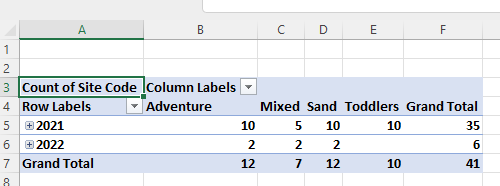 A B C D E F
1
2
3 Count of Site Code Column Labels
4 Row Labels Adventure Mixed Sand Toddlers Grand Total
5 2021 10 5 10 10 35
6 2022 2 2 2 6
7 Grand Total 12 7 12 10 41
8